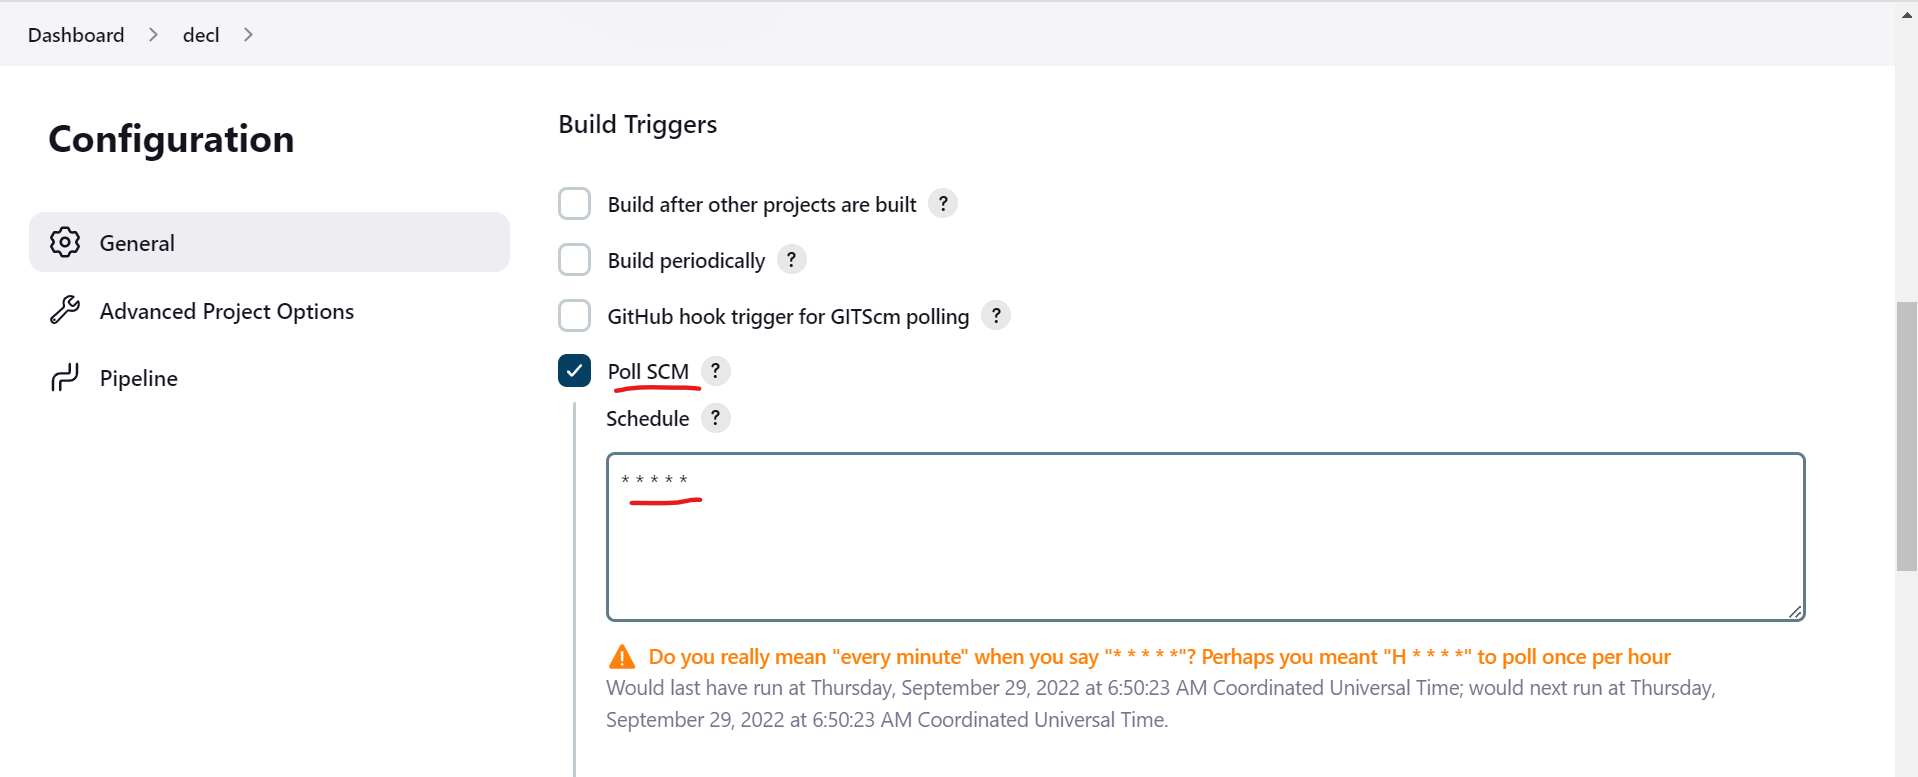 Dashboard > decl >
Configuration
General
Advanced Project Options
Pipeline
Build Triggers
Build after other projects are built ?
Build periodically ?
GitHub hook trigger for GITScm polling ?
Poll SCM ?
Schedule ?
* * * * *
Do you really mean "every minute" when you say "* * * * *"? Perhaps you meant "H * * * *" to poll once per hour
Would last have run at Thursday, September 29, 2022 at 6:50:23 AM Coordinated Universal Time; would next run at Thursday,
September 29, 2022 at 6:50:23 AM Coordinated Universal Time.